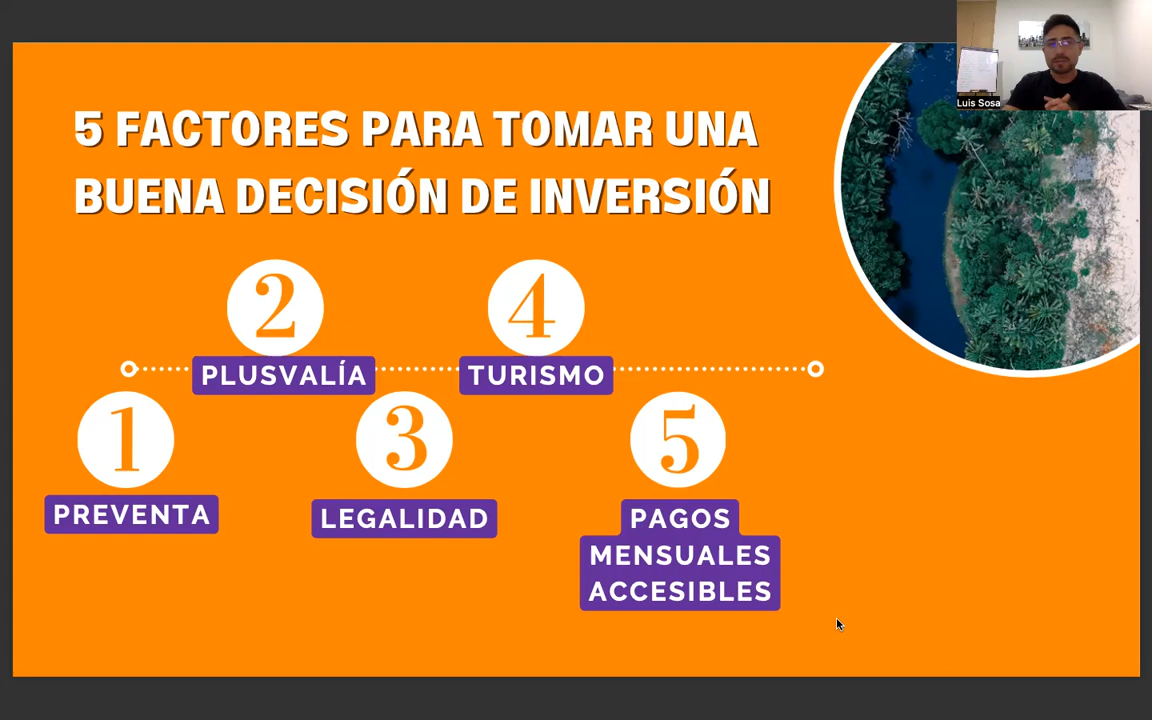 Luis Sosa
5 FACTORES PARA TOMAR UNA
BUENA DECISIÓN DE INVERSIÓN
1
PREVENTA
2
PLUSVALÍA
3
LEGALIDAD
4
TURISMO
5
PAGOS
MENSUALES
ACCESIBLES